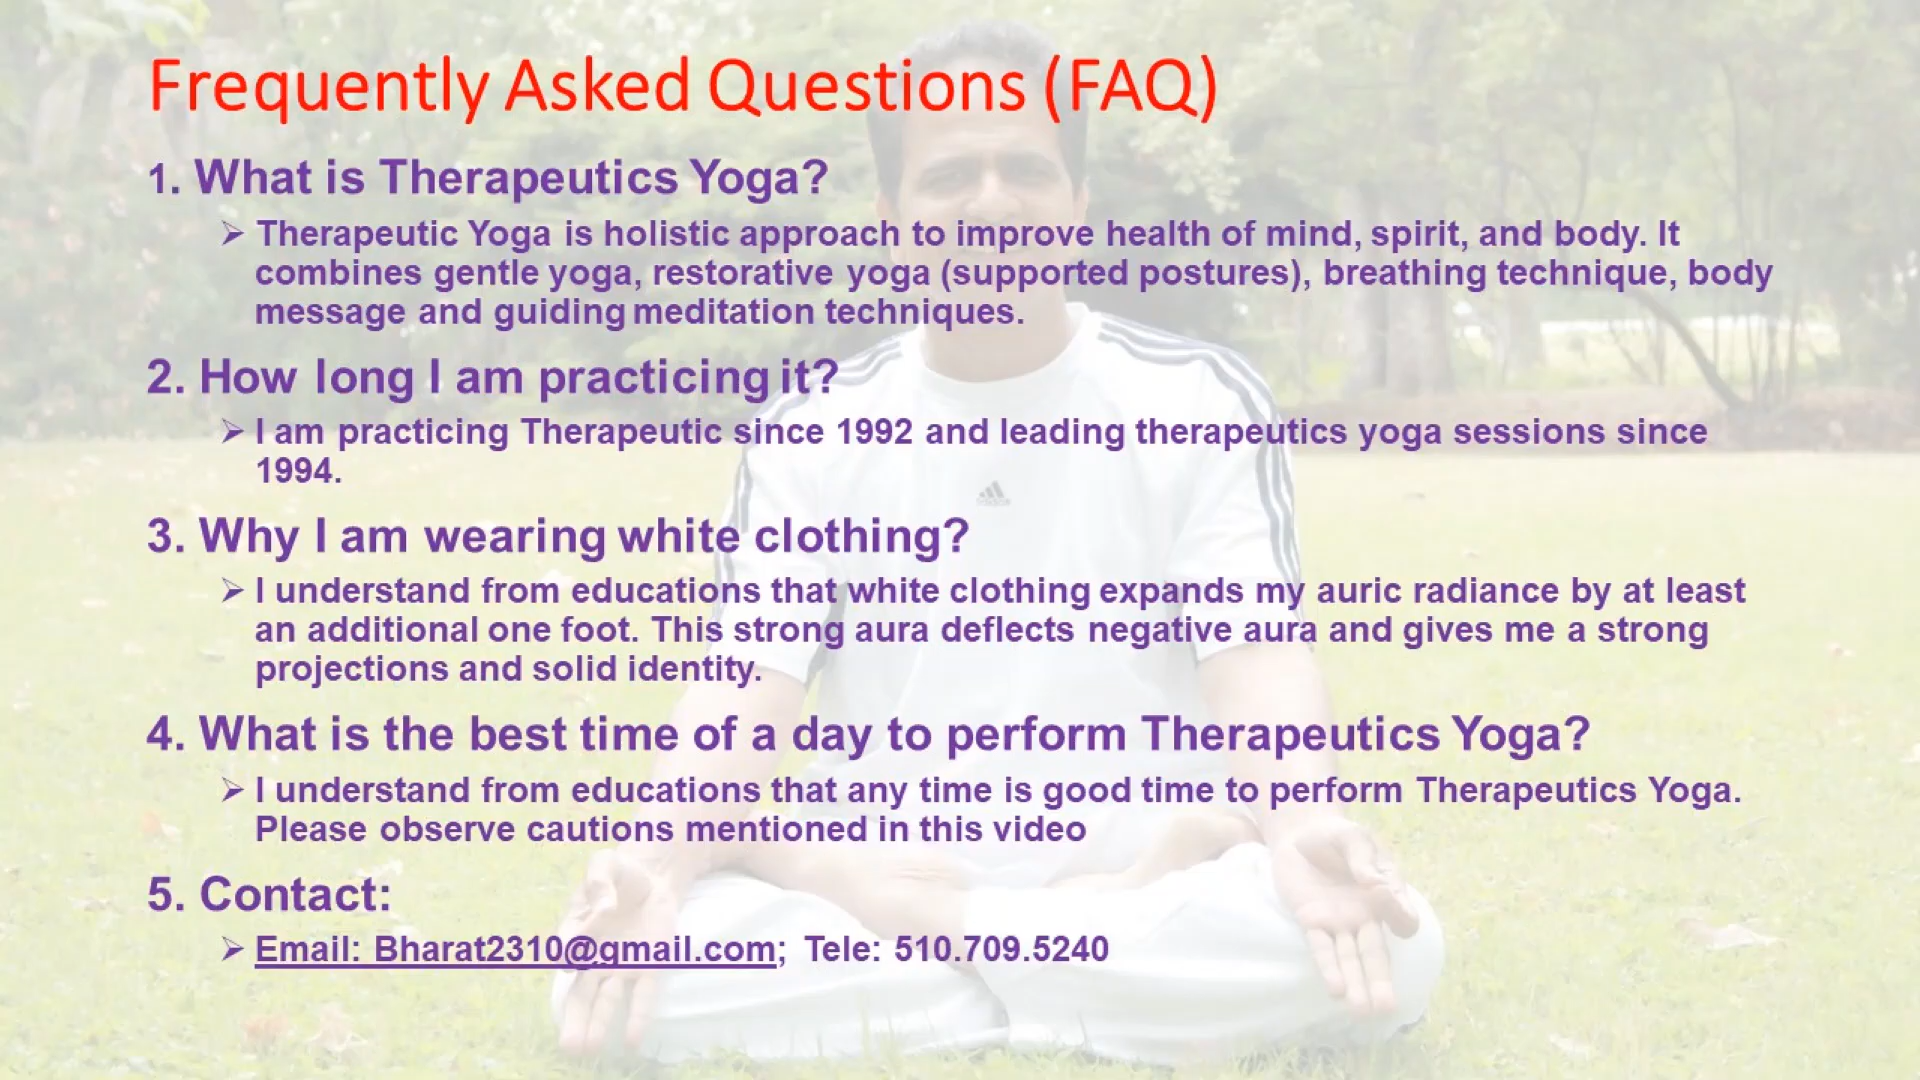 Frequently Asked Questions (FAQ)
1. What is Therapeutics Yoga?
➢ Therapeutic Yoga is holistic approach to improve health of mind, spirit, and body. It
combines gentle yoga, restorative yoga (supported postures), breathing technique, body
message and guiding meditation techniques.
2. How long I am practicing it?
➢ I am practicing Therapeutic since 1992 and leading therapeutics yoga sessions since
1994.
3. Why I am wearing white clothing?
➢ I understand from educations that white clothing expands my auric radiance by at least
an additional one foot. This strong aura deflects negative aura and gives me a strong
projections and solid identity.
4. What is the best time of a day to perform Therapeutics Yoga?
➢ I understand from educations that any time is good time to perform Therapeutics Yoga.
Please observe cautions mentioned in this video
5. Contact:
➢ Email: Bharat2310@gmail.com; Tele: 510.709.5240